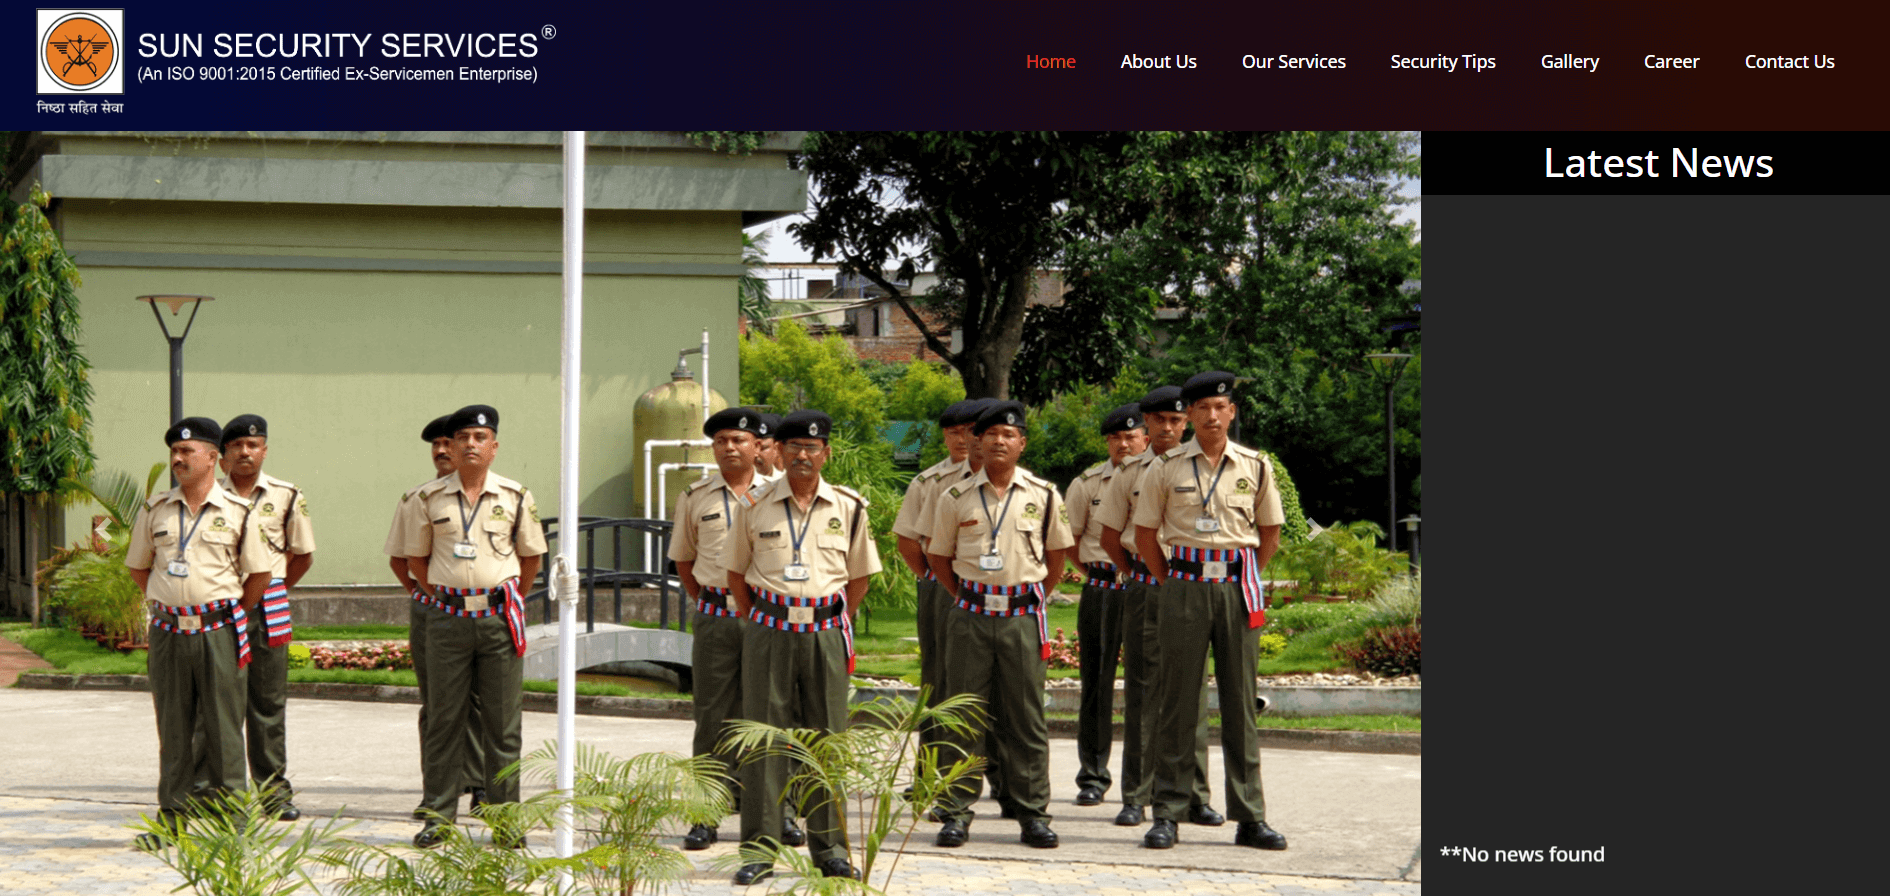 SUN SECURITY SERVICES®
(An ISO 9001:2015 Certified Ex-Servicemen Enterprise)
निष्ठा सहित सेवा
Home
About Us
Our Services
Security Tips
Gallery
Career
Contact Us
Latest News
**No news found